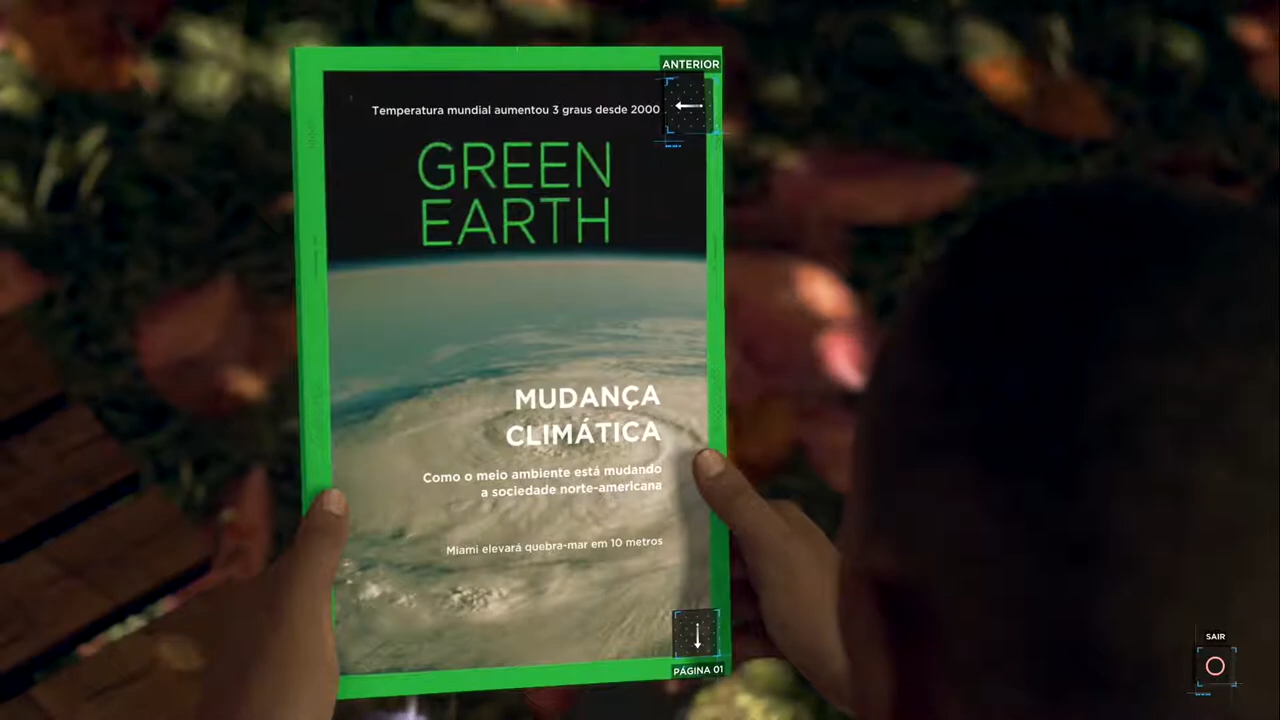 ANTERIOR
Temperatura mundial aumentou 3 graus desde 2000
GREEN
EARTH
MUDANÇA
CLIMÁTICA
Como o meio ambiente está mudando
a sociedade norte-americana
Miami elevará quebra-mar em 10 metros
PÁGINA 01
SAIR